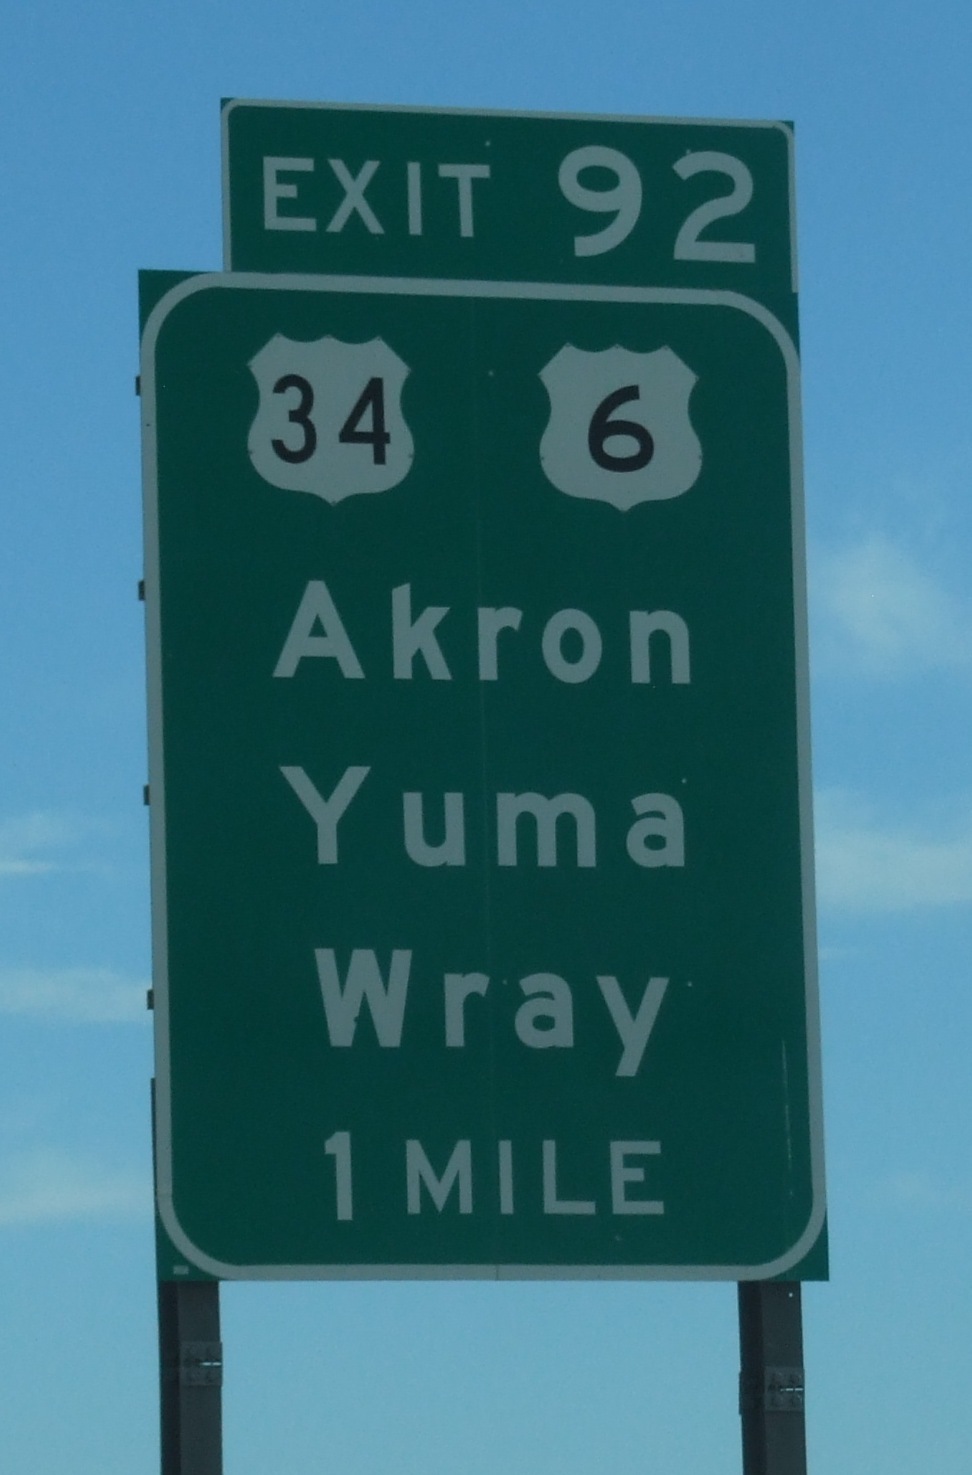 EXIT 92
34 6
Akron
Yuma
Wray
1 MILE